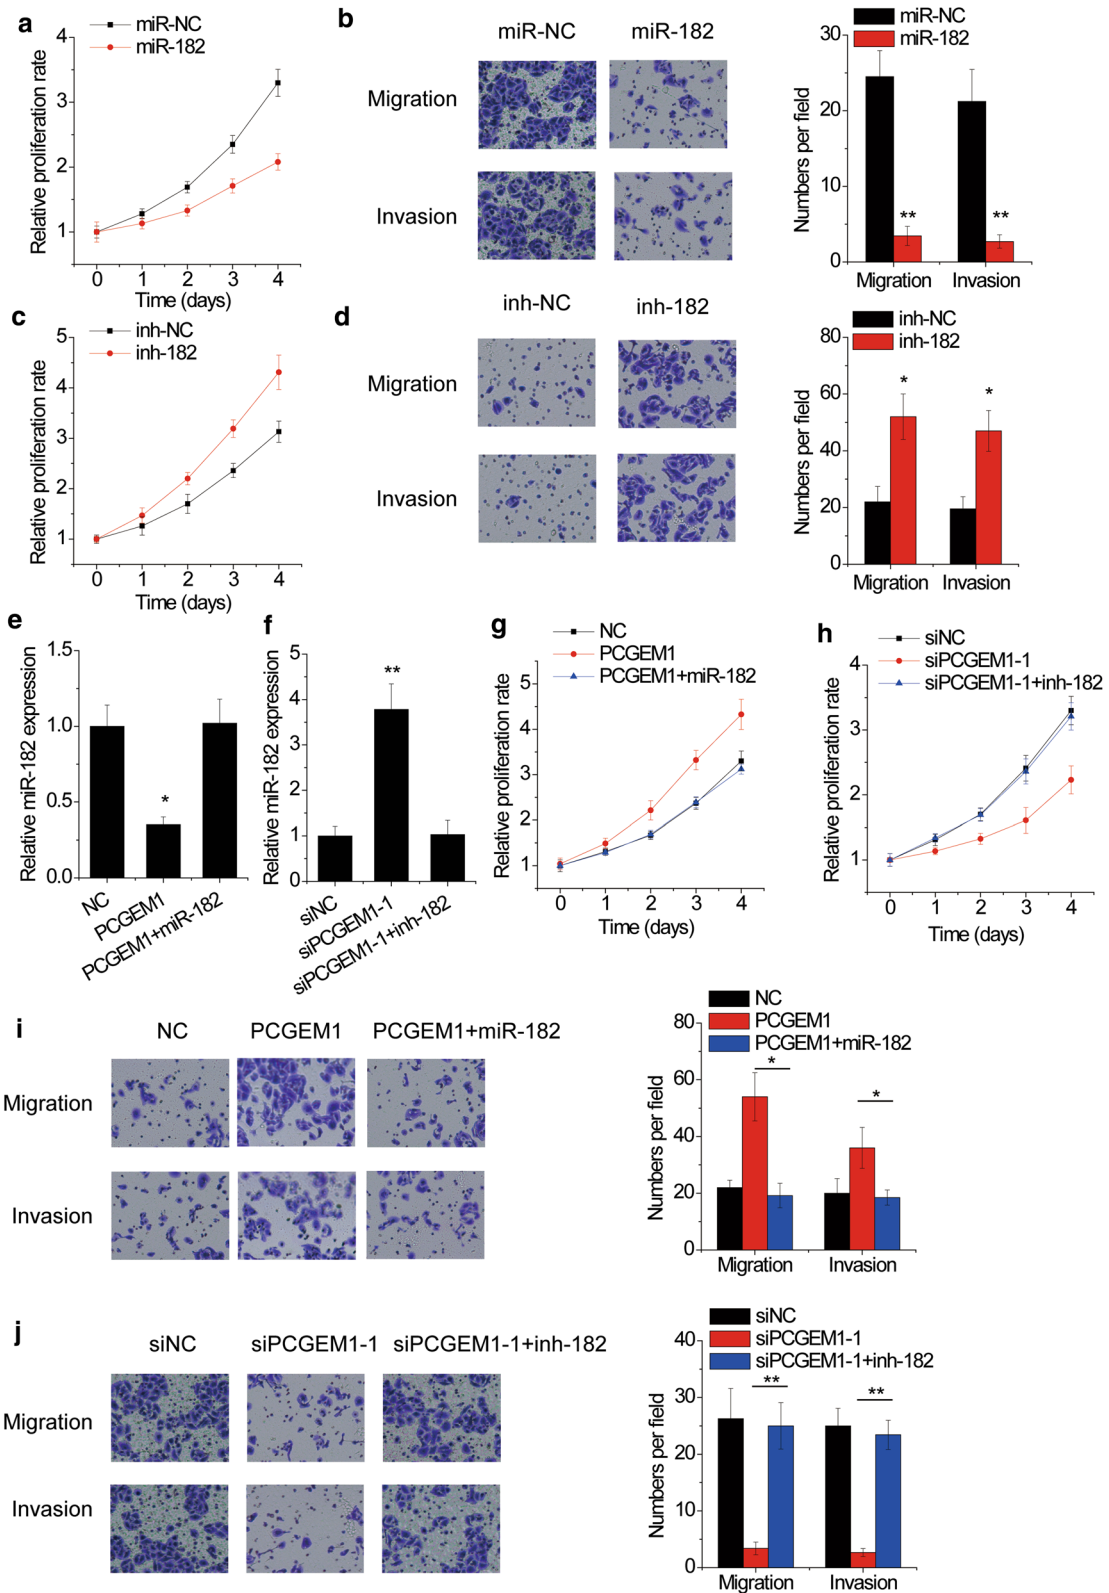 a
miR-NC
miR-182
Relative proliferation rate
4
3
2
1
0 1 2 3 4
Time (days)
b
miR-NC miR-182
Migration
Invasion
miR-NC
miR-182
Numbers per field
30
20
10
0
** **
Migration Invasion
c
inh-NC
inh-182
Relative proliferation rate
5
4
3
2
1
0 1 2 3 4
Time (days)
d
inh-NC inh-182
Migration
Invasion
inh-NC
inh-182
Numbers per field
80
60
40
20
0
* *
Migration Invasion
e
Relative miR-182 expression
1.5
1.0
0.5
0.0
*
NC
PCGEM1
PCGEM1+miR-182
f
Relative miR-182 expression
5
4
3
2
1
0
**
siNC
siPCGEM1-1
siPCGEM1-1+inh-182
g
NC
PCGEM1
PCGEM1+miR-182
Relative proliferation rate
5
4
3
2
1
0 1 2 3 4
Time (days)
h
siNC
siPCGEM1-1
siPCGEM1-1+inh-182
Relative proliferation rate
4
3
2
1
0 1 2 3 4
Time (days)
i
NC PCGEM1 PCGEM1+miR-182
Migration
Invasion
NC
PCGEM1
PCGEM1+miR-182
Numbers per field
80
60
40
20
0
* *
Migration Invasion
j
siNC siPCGEM1-1 siPCGEM1-1+inh-182
Migration
Invasion
siNC
siPCGEM1-1
siPCGEM1-1+inh-182
Numbers per field
40
30
20
10
0
** **
Migration Invasion